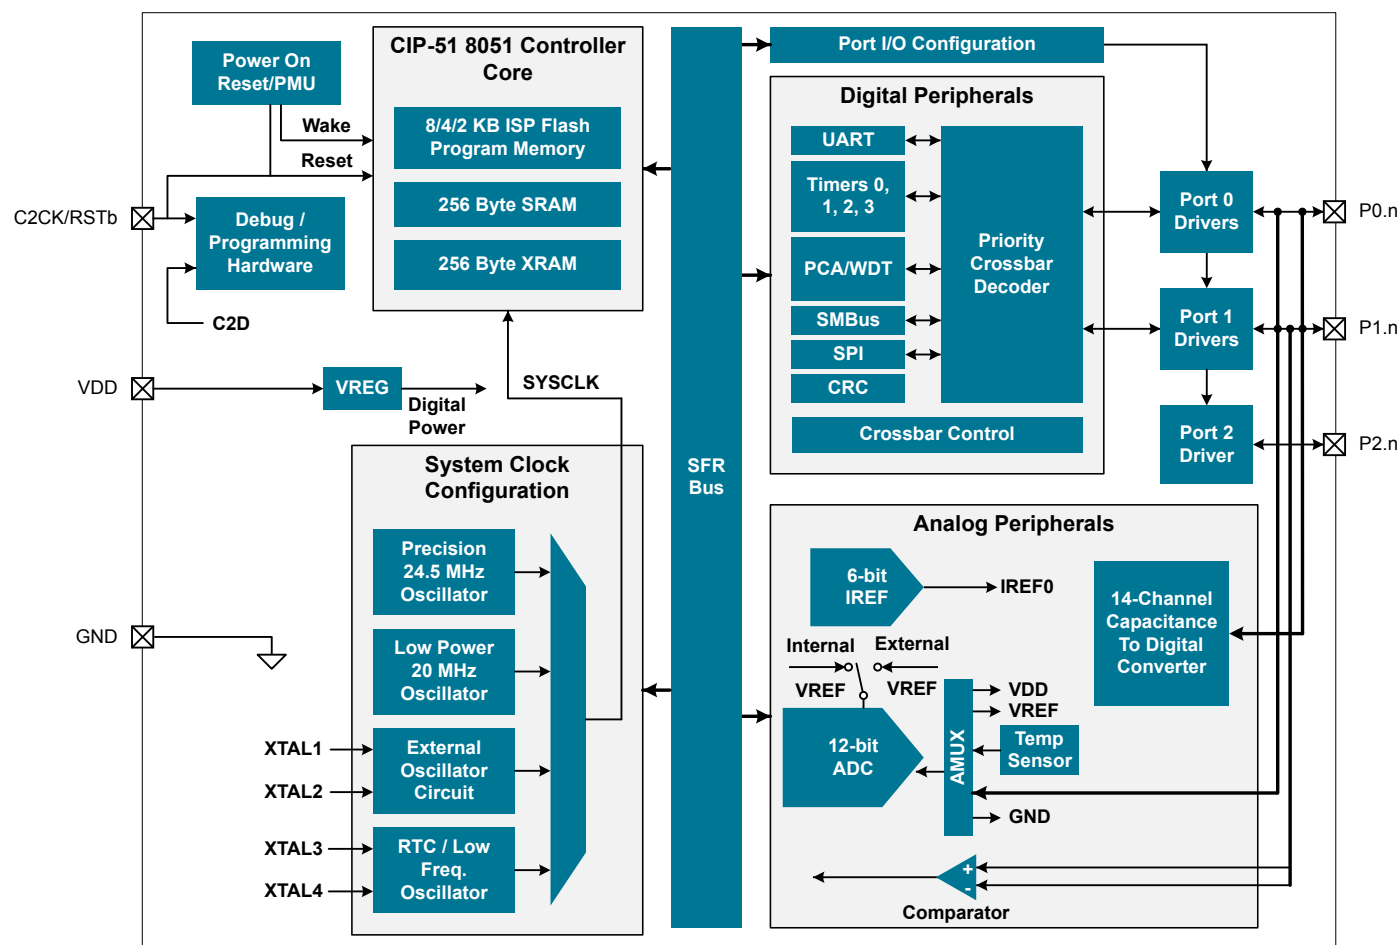 CIP-51 8051 Controller
Core
Power On
Reset/PMU
Wake
Reset
8/4/2 KB ISP Flash
Program Memory
256 Byte SRAM
256 Byte XRAM
C2CK/RSTb
Debug /
Programming
Hardware
C2D
VDD
VREG
Digital
Power
SYSCLK
GND
System Clock
Configuration
Precision
24.5 MHz
Oscillator
Low Power
20 MHz
Oscillator
XTAL1
XTAL2
External
Oscillator
Circuit
XTAL3
XTAL4
RTC / Low
Freq.
Oscillator
SFR
Bus
Port I/O Configuration
Digital Peripherals
UART
Timers 0,
1, 2, 3
PCA/WDT
SMBus
SPI
CRC
Priority
Crossbar
Decoder
Crossbar Control
Port 0
Drivers
P0.n
Port 1
Drivers
P1.n
Port 2
Driver
P2.n
Analog Peripherals
6-bit
IREF
IREF0
14-Channel
Capacitance
To Digital
Converter
Internal
External
VREF
VREF
12-bit
ADC
AMUX
VDD
VREF
Temp
Sensor
GND
+
-
Comparator